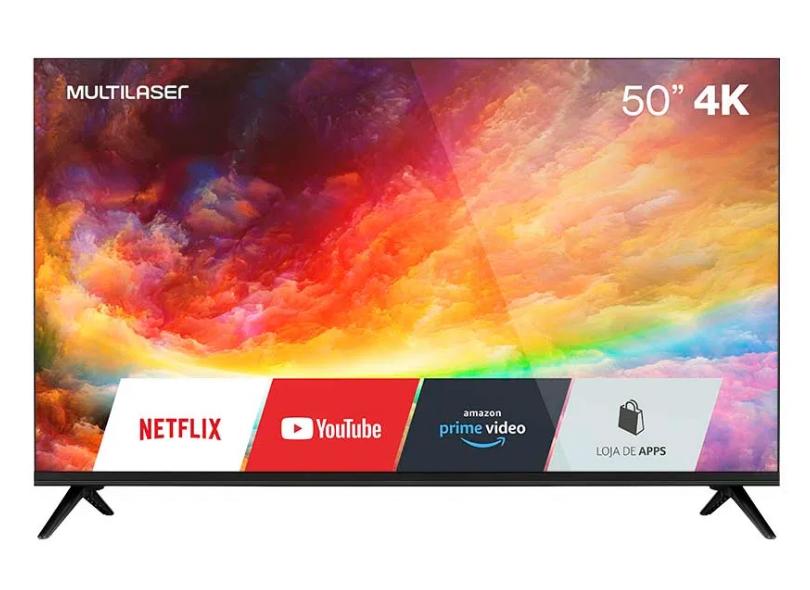 MULTILASER
50” 4K
NETFLIX
YouTube
amazon
prime video
LOJA DE APPS